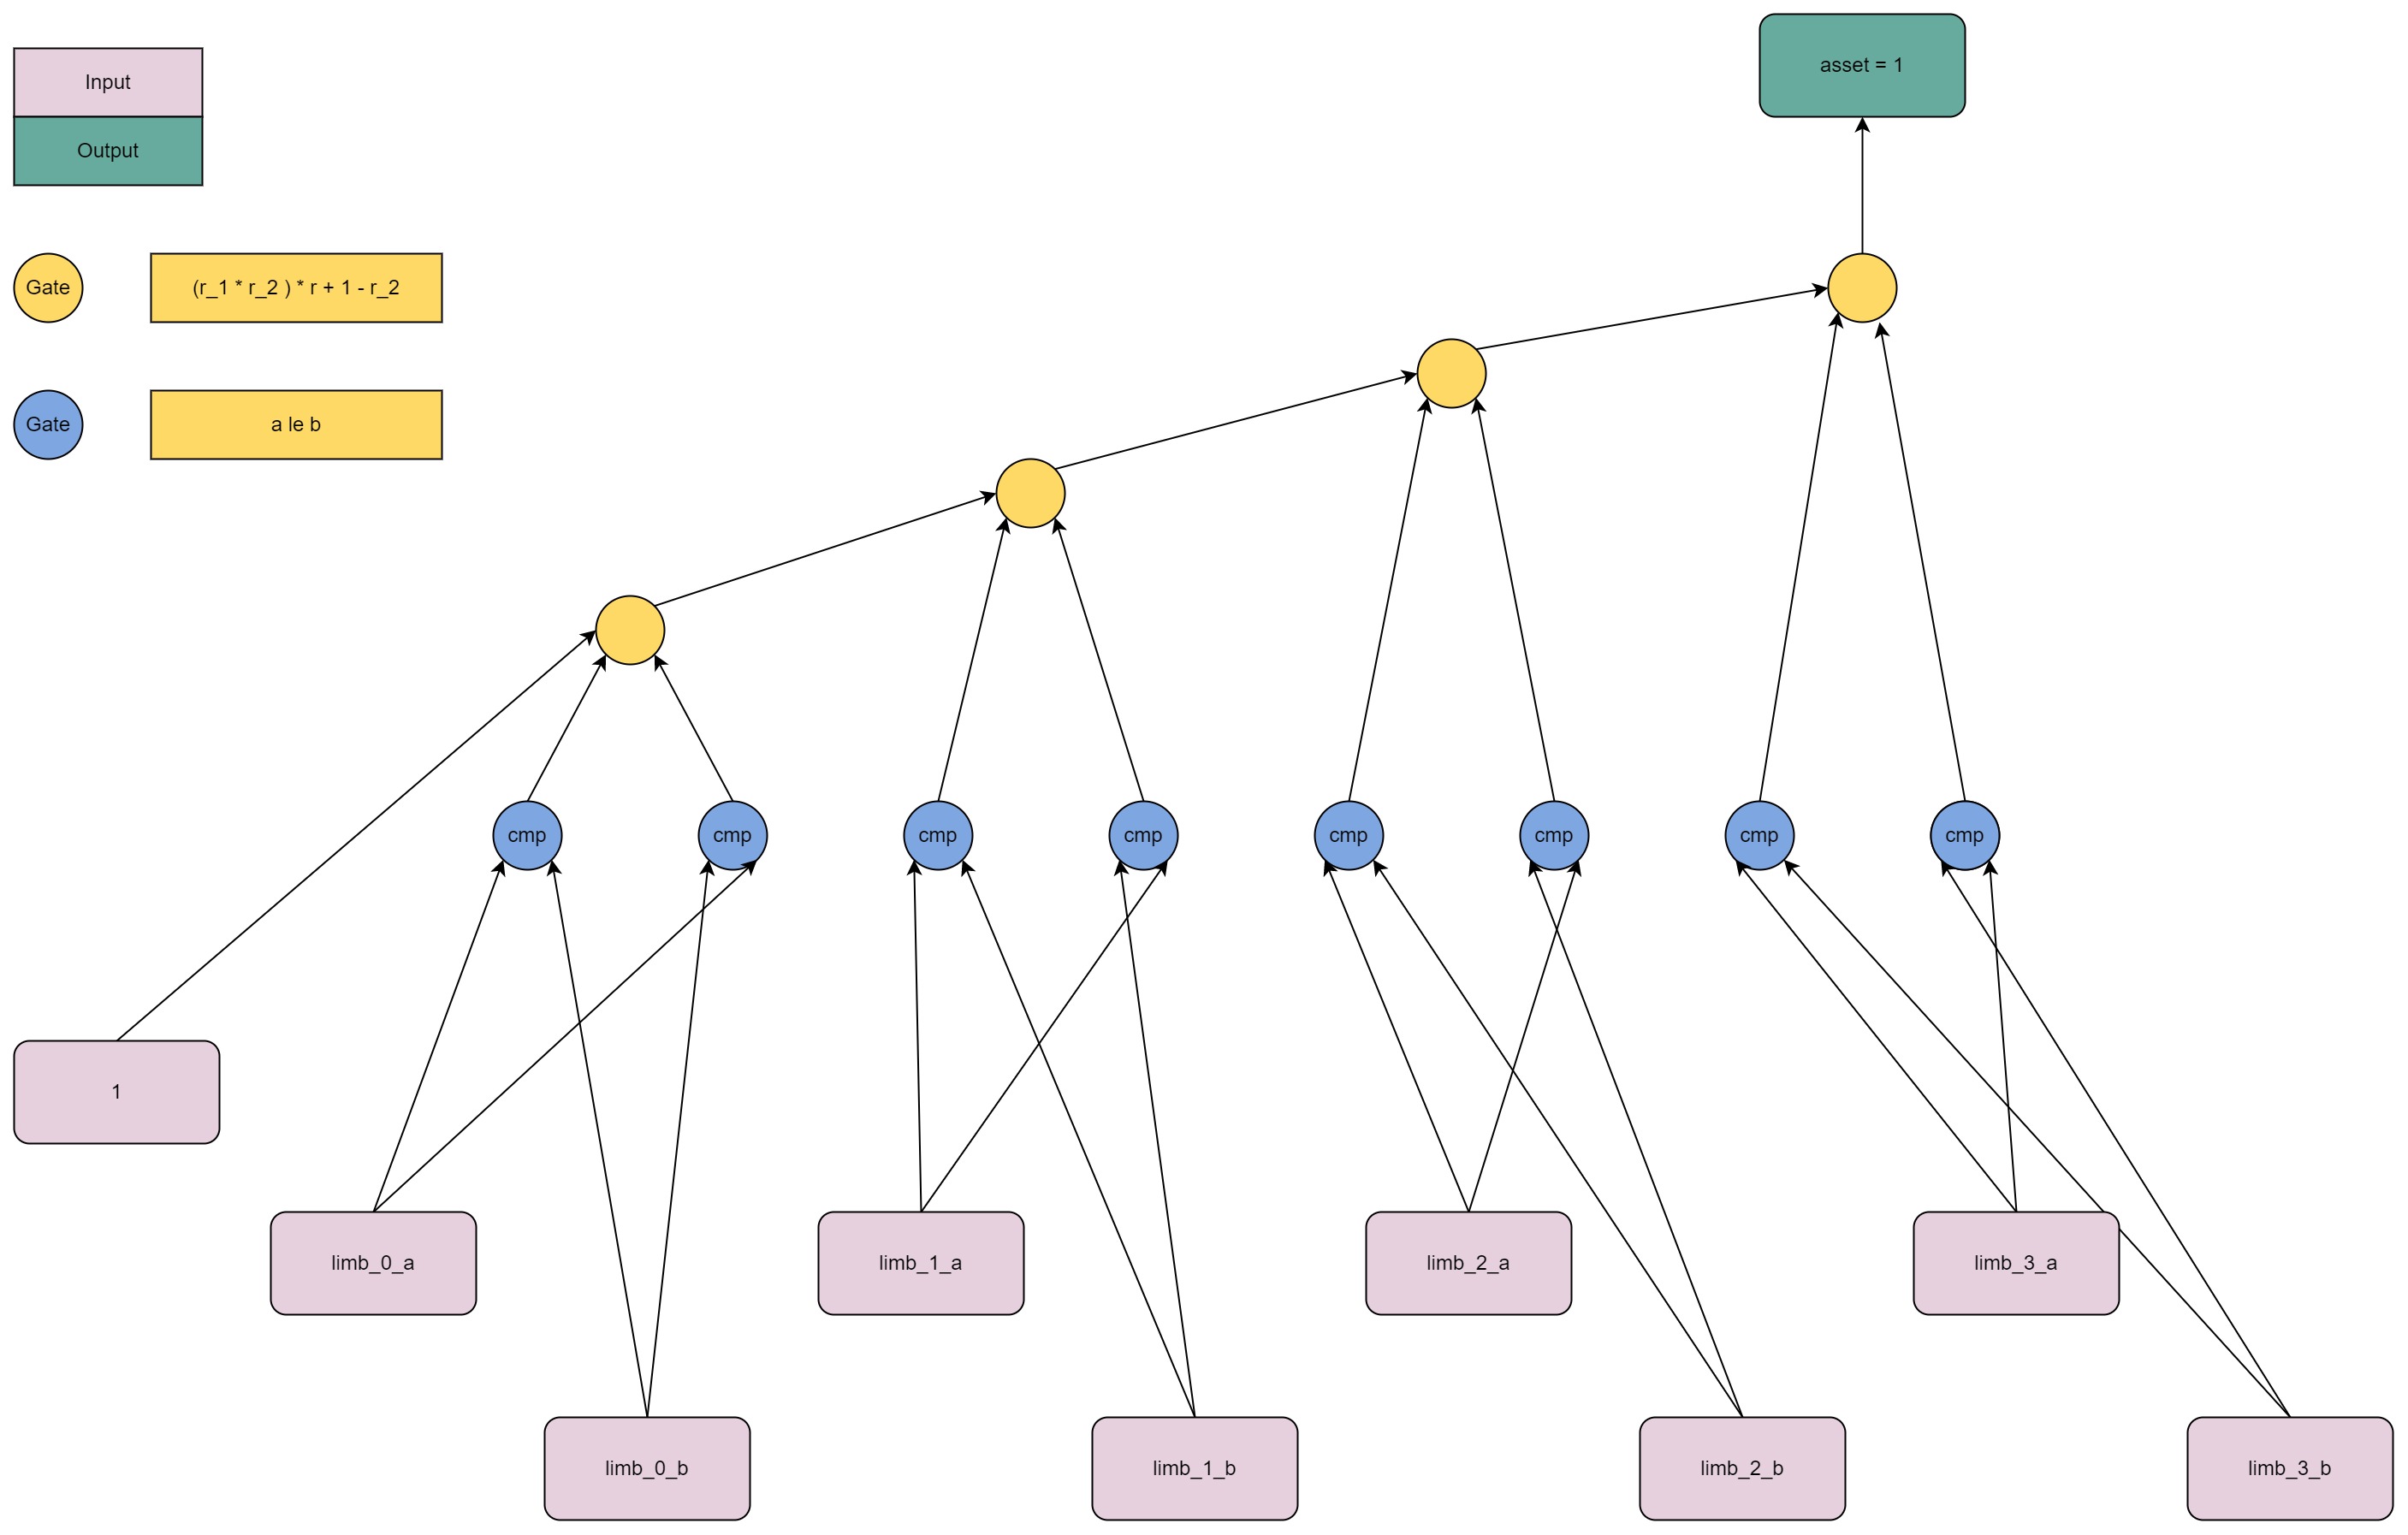 asset = 1
Input
Output
Gate
(r_1 * r_2 ) * r + 1 - r_2
Gate
a le b
cmp
cmp
cmp
cmp
cmp
cmp
cmp
cmp
1
limb_0_a
limb_1_a
limb_2_a
limb_3_a
limb_0_b
limb_1_b
limb_2_b
limb_3_b